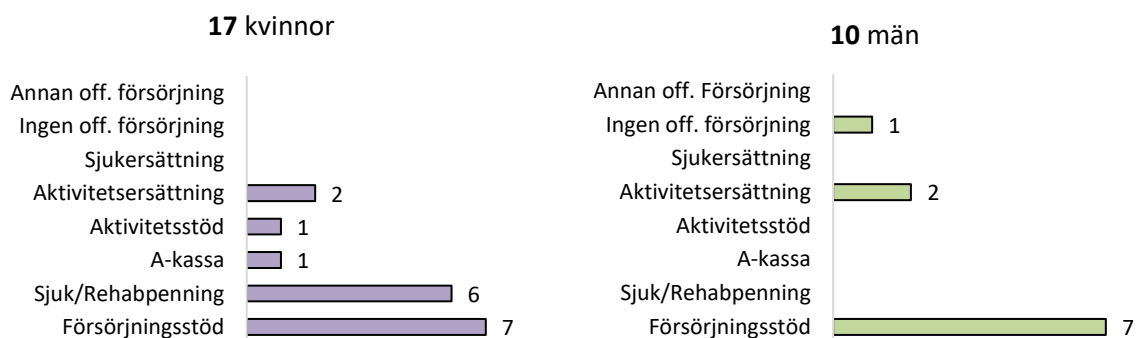 17 kvinnor
Annan off. försörjning
Ingen off. försörjning
Sjukersättning
Aktivitetsersättning 2
Aktivitetsstöd 1
A-kassa 1
Sjuk/Rehabpenning 6
Försörjningsstöd 7
10 män
Annan off. Försörjning
Ingen off. försörjning 1
Sjukersättning
Aktivitetsersättning 2
Aktivitetsstöd
A-kassa
Sjuk/Rehabpenning
Försörjningsstöd 7